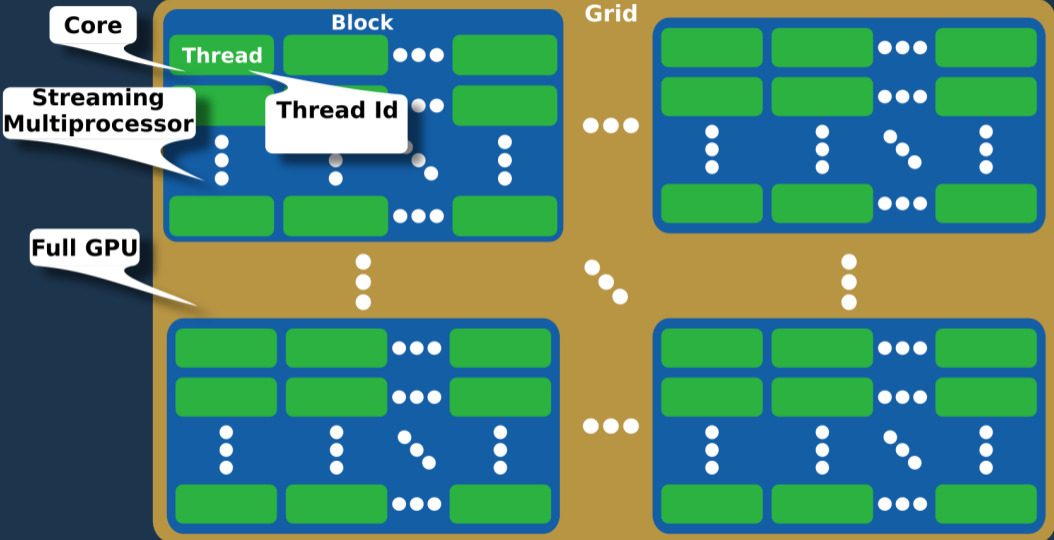 Grid
Block
Core
Thread
Streaming
Multiprocessor
Thread Id
Full GPU